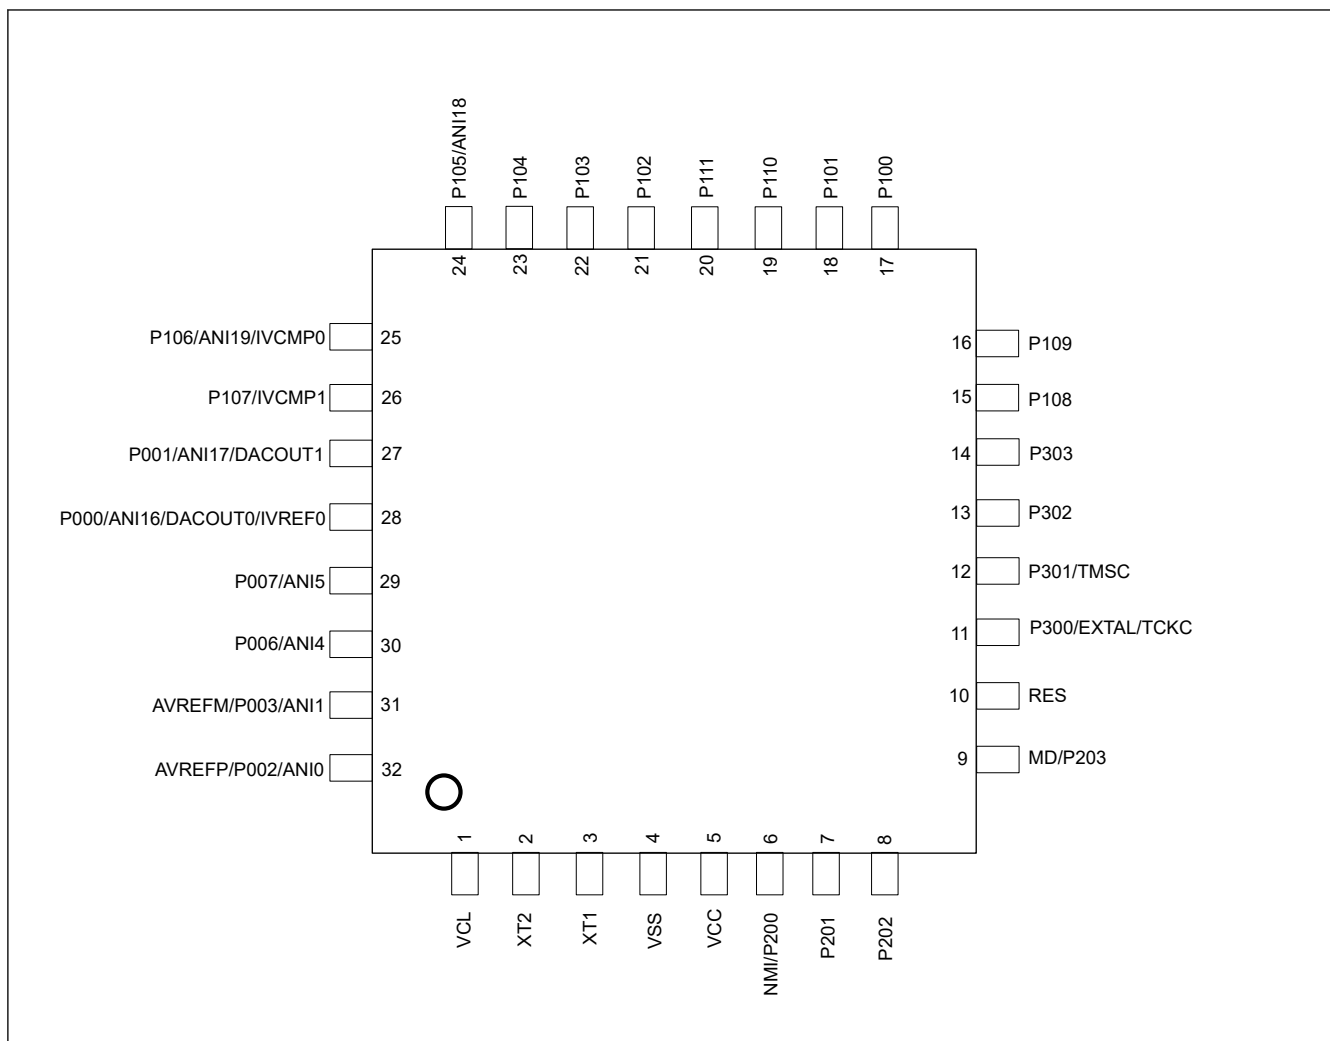 P105/ANI18
P104
P103
P102
P111
P110
P101
P100
24
23
22
21
20
19
18
17
P106/ANI19/IVCMP0 25
P107/IVCMP1 26
P001/ANI17/DACOUT1 27
P000/ANI16/DACOUT0/IVREF0 28
P007/ANI5 29
P006/ANI4 30
AVREFM/P003/ANI1 31
AVREFP/P002/ANI0 32
16 P109
15 P108
14 P303
13 P302
12 P301/TMSC
11 P300/EXTAL/TCKC
10 RES
9 MD/P203
1
2
3
4
5
6
7
8
VCL
XT2
XT1
VSS
VCC
NMI/P200
P201
P202